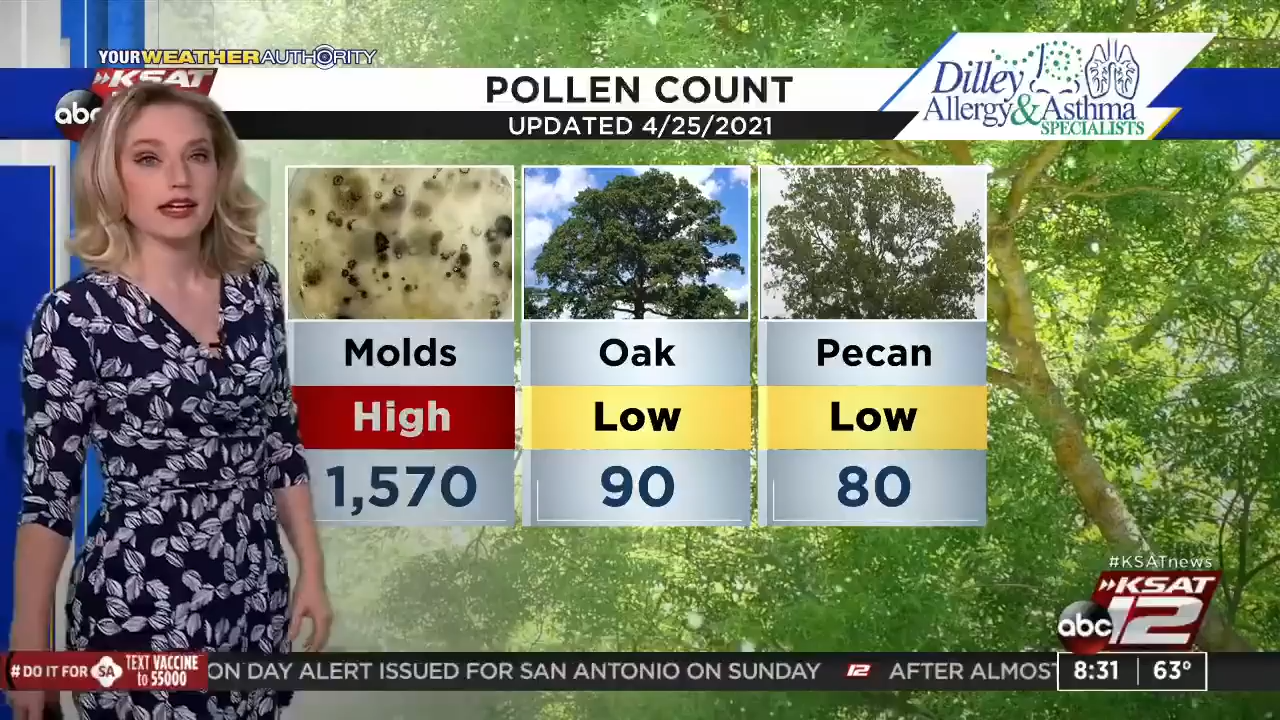 YOUR WEATHER AUTHORITY
KSAT
abc
POLLEN COUNT
UPDATED 4/25/2021
Dilley
Allergy & Asthma
SPECIALISTS
Molds
High
1,570
Oak
Low
90
Pecan
Low
80
#KSATnews
KSAT
abc 12
#DO IT FOR SA TEXT VACCINE to 55000
ON DAY ALERT ISSUED FOR SAN ANTONIO ON SUNDAY 12 AFTER ALMOST
8:31 63°